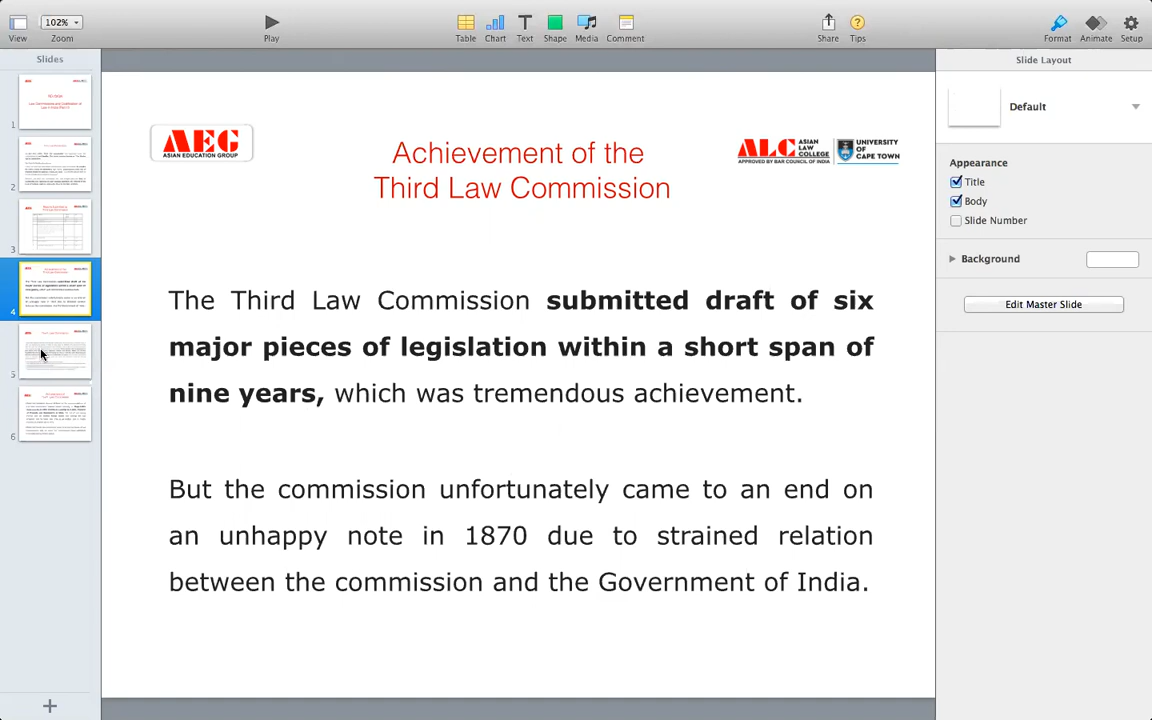 102%
View
Zoom
Play
Table
Chart
Text
Shape
Media
Comment
Share
Tips
Format
Animate
Setup
Slides
Slide Layout
1
2
3
4
5
6
AEG
ASIAN EDUCATION GROUP
Achievement of the
Third Law Commission
ALC ASIAN LAW COLLEGE
APPROVED BY BAR COUNCIL OF INDIA
UNIVERSITY
OF CAPE TOWN
The Third Law Commission submitted draft of six
major pieces of legislation within a short span of
nine years, which was tremendous achievement.
But the commission unfortunately came to an end on
an unhappy note in 1870 due to strained relation
between the commission and the Government of India.
Default
Appearance
Title
Body
Slide Number
Background
Edit Master Slide